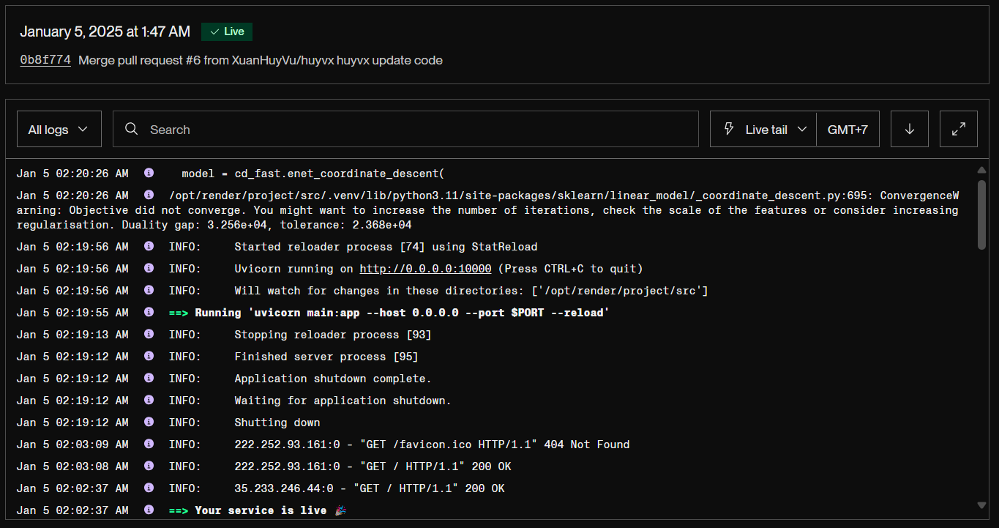 January 5, 2025 at 1:47 AM Live
0b8f774 Merge pull request #6 from XuanHuyVu/huyvx huyvx update code
All logs Search Live tail GMT+7
Jan 5 02:20:26 AM model = cd_fast.enet_coordinate_descent(
Jan 5 02:20:26 AM /opt/render/project/src/.venv/lib/python3.11/site-packages/sklearn/linear_model/_coordinate_descent.py:695: ConvergenceW
arning: Objective did not converge. You might want to increase the number of iterations, check the scale of the features or consider increasing
regularisation. Duality gap: 3.256e+04, tolerance: 2.368e+04
Jan 5 02:19:56 AM INFO: Started reloader process [74] using StatReload
Jan 5 02:19:56 AM INFO: Uvicorn running on http://0.0.0.0:10000 (Press CTRL+C to quit)
Jan 5 02:19:56 AM INFO: Will watch for changes in these directories: ['/opt/render/project/src']
Jan 5 02:19:55 AM ==> Running 'uvicorn main:app --host 0.0.0.0 --port $PORT --reload'
Jan 5 02:19:13 AM INFO: Stopping reloader process [93]
Jan 5 02:19:12 AM INFO: Finished server process [95]
Jan 5 02:19:12 AM INFO: Application shutdown complete.
Jan 5 02:19:12 AM INFO: Waiting for application shutdown.
Jan 5 02:19:12 AM INFO: Shutting down
Jan 5 02:03:09 AM INFO: 222.252.93.161:0 - "GET /favicon.ico HTTP/1.1" 404 Not Found
Jan 5 02:03:08 AM INFO: 222.252.93.161:0 - "GET / HTTP/1.1" 200 OK
Jan 5 02:02:37 AM INFO: 35.233.246.44:0 - "GET / HTTP/1.1" 200 OK
Jan 5 02:02:37 AM ==> Your service is live 🎉